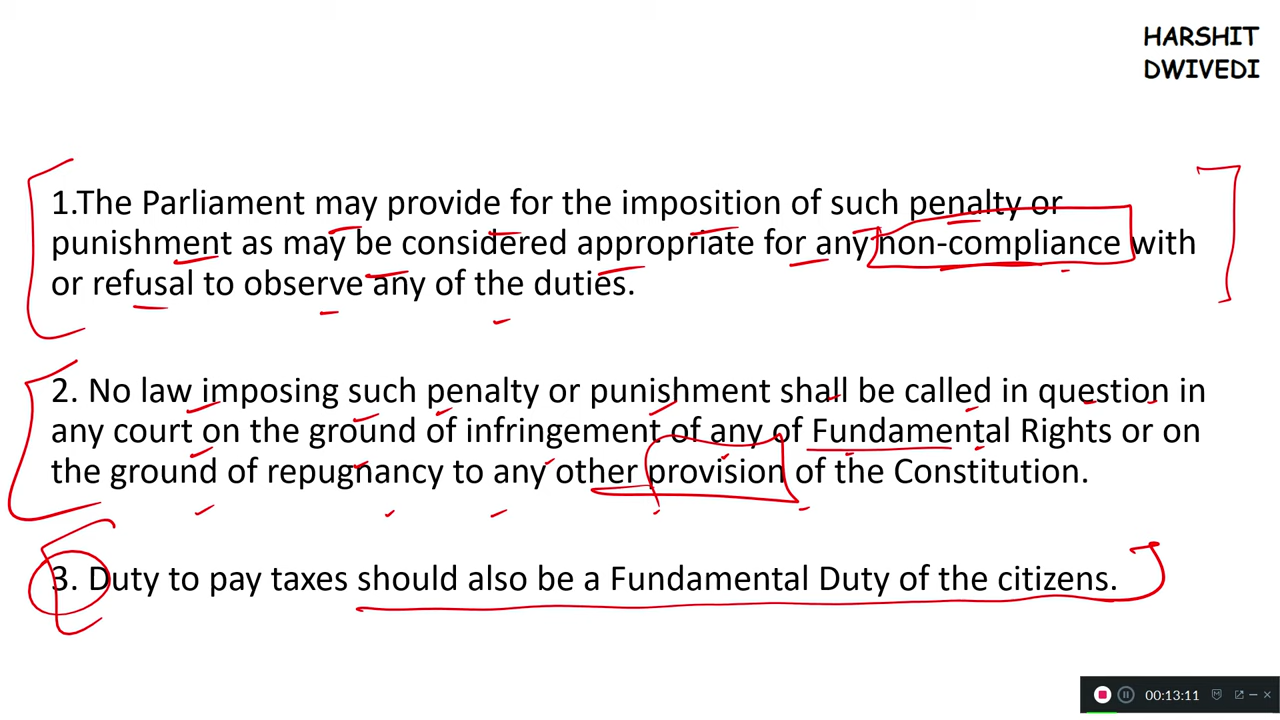 HARSHIT
DWIVEDI
1.The Parliament may provide for the imposition of such penalty or
punishment as may be considered appropriate for any non-compliance with
or refusal to observe any of the duties.
2. No law imposing such penalty or punishment shall be called in question in
any court on the ground of infringement of any of Fundamental Rights or on
the ground of repugnancy to any other provision of the Constitution.
3. Duty to pay taxes should also be a Fundamental Duty of the citizens.
00:13:11